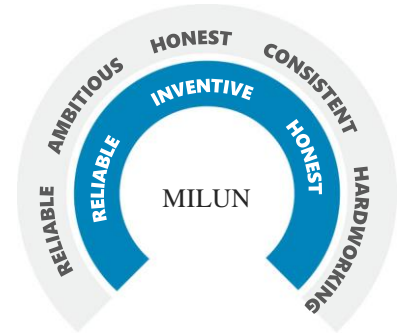 RELIABLE
AMBITIOUS
HONEST
CONSISTENT
HARDWORKING
RELIABLE
INVENTIVE
HONEST
MILUN